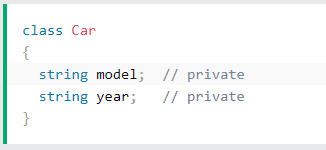 class Car
{
  string model;  // private
  string year;   // private
}